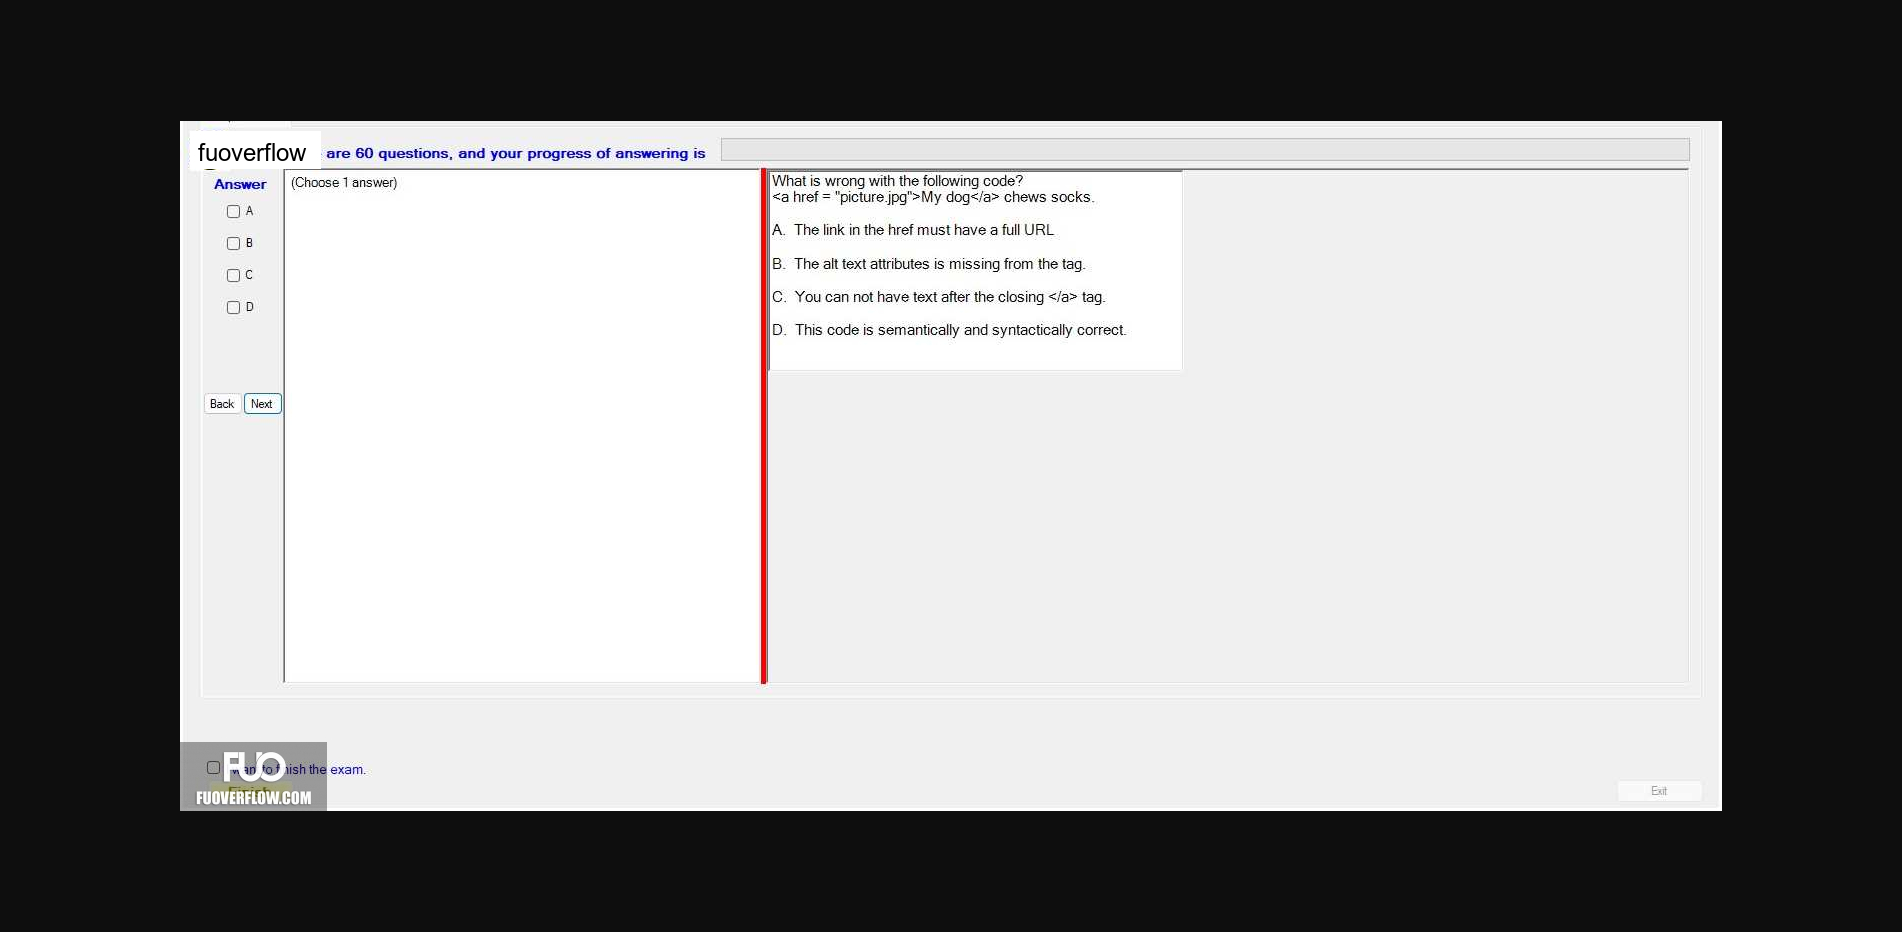 fuoverflow are 60 questions, and your progress of answering is
Answer
(Choose 1 answer)
A
B
C
D
Back Next
What is wrong with the following code?
<a href = "picture.jpg">My dog</a> chews socks.
A. The link in the href must have a full URL
B. The alt text attributes is missing from the tag.
C. You can not have text after the closing </a> tag.
D. This code is semantically and syntactically correct.
FUO
want to finish the exam.
Finish
FUOVERFLOW.COM
Exit